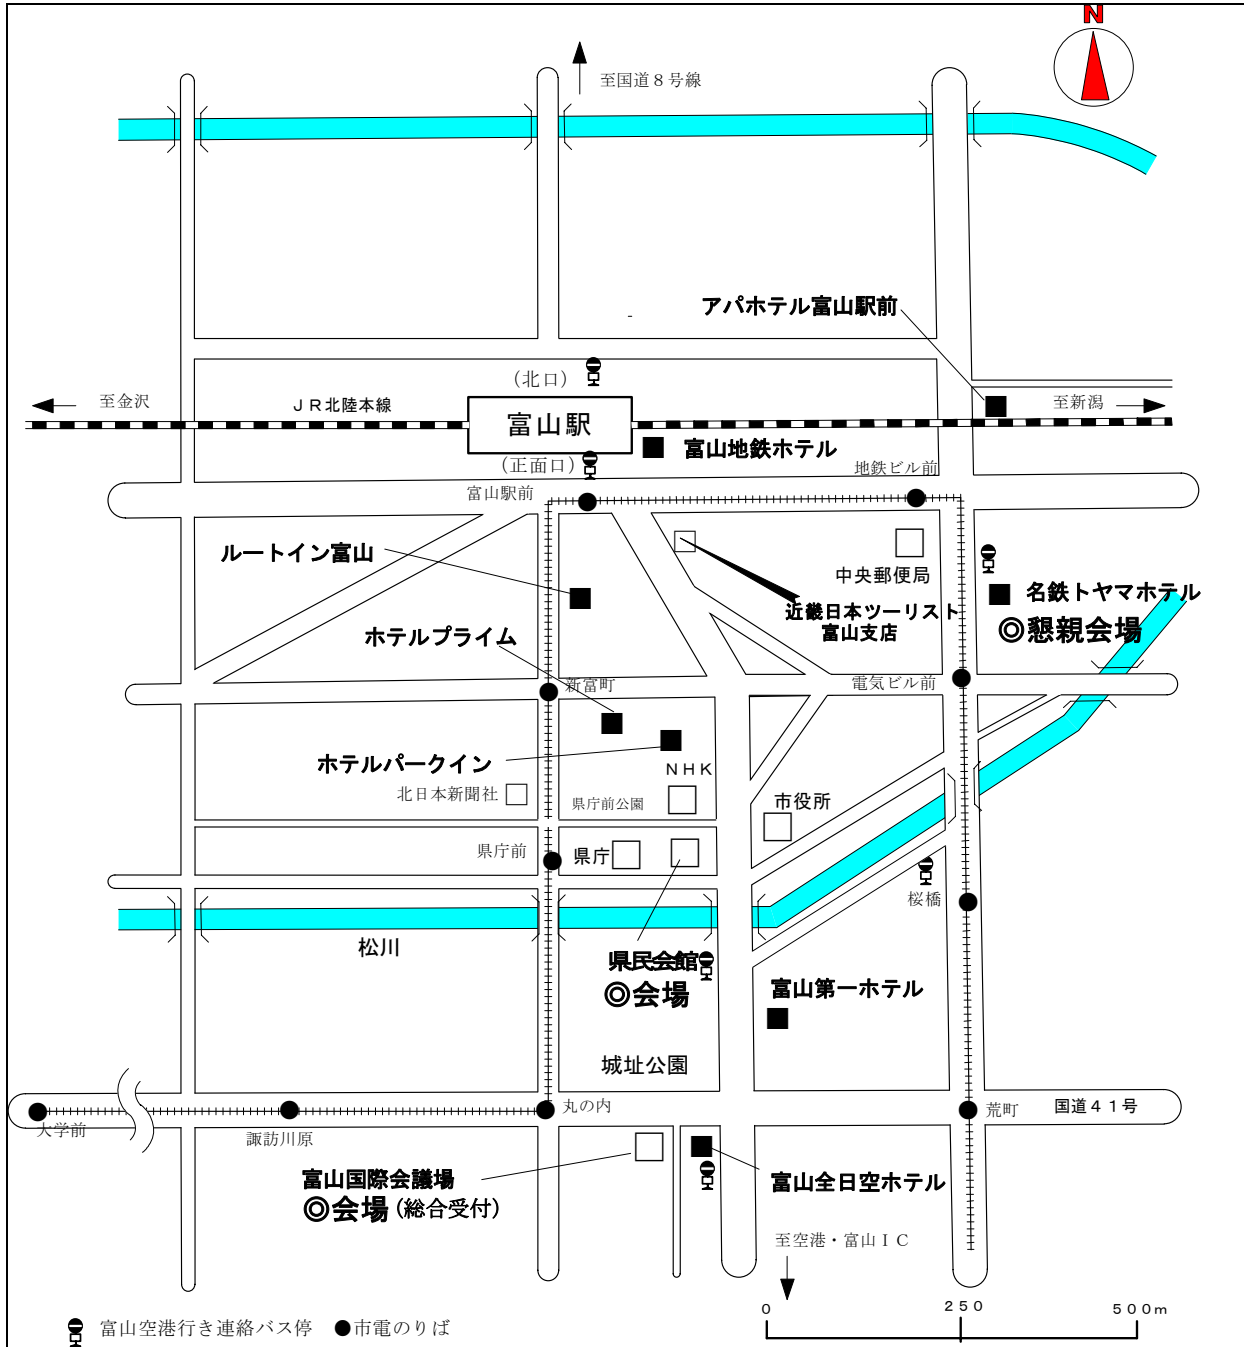 N
至国道８号線
アパホテル富山駅前
(北口)
至金沢
ＪＲ北陸本線
至新潟
富山駅
富山地鉄ホテル
(正面口)
地鉄ビル前
富山駅前
ルートイン富山
中央郵便局
名鉄トヤマホテル
近畿日本ツーリスト
富山支店
◎懇親会場
ホテルプライム
新富町
電気ビル前
ホテルパークイン
ＮＨＫ
北日本新聞社
県庁前公園
市役所
県庁前
県庁
桜橋
松川
県民会館
◎会場
富山第一ホテル
城址公園
丸の内
荒町
国道４１号
大学前
諏訪川原
富山国際会議場
◎会場(総合受付)
富山全日空ホテル
至空港・富山ＩＣ
0
250
500m
富山空港行き連絡バス停 ●市電のりば